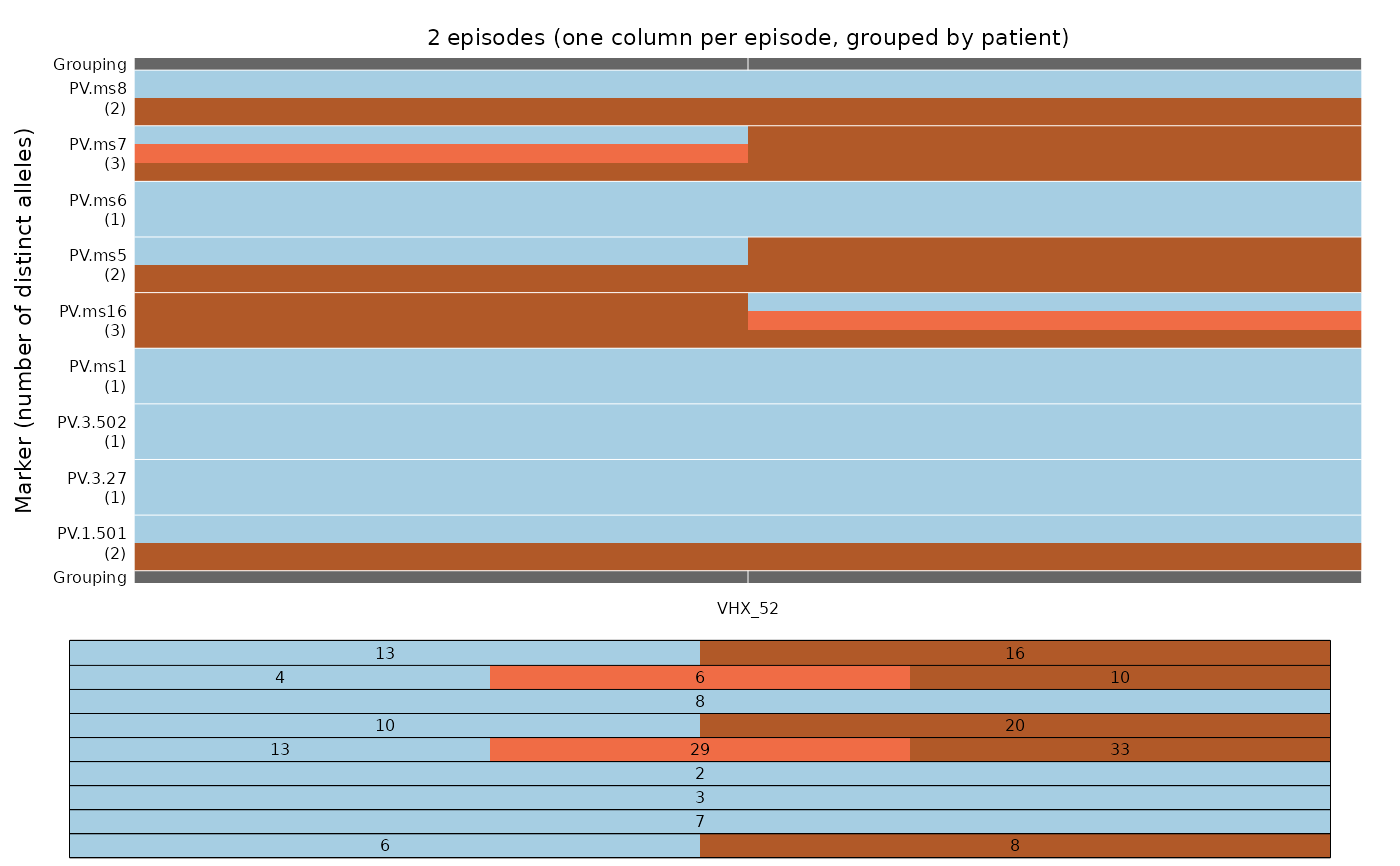 2 episodes (one column per episode, grouped by patient)
Marker (number of distinct alleles)
Grouping
PV.ms8
(2)
PV.ms7
(3)
PV.ms6
(1)
PV.ms5
(2)
PV.ms16
(3)
PV.ms1
(1)
PV.3.502
(1)
PV.3.27
(1)
PV.1.501
(2)
Grouping
VHX_52
13 16
4 6 10
8
10 20
13 29 33
2
3
7
6 8